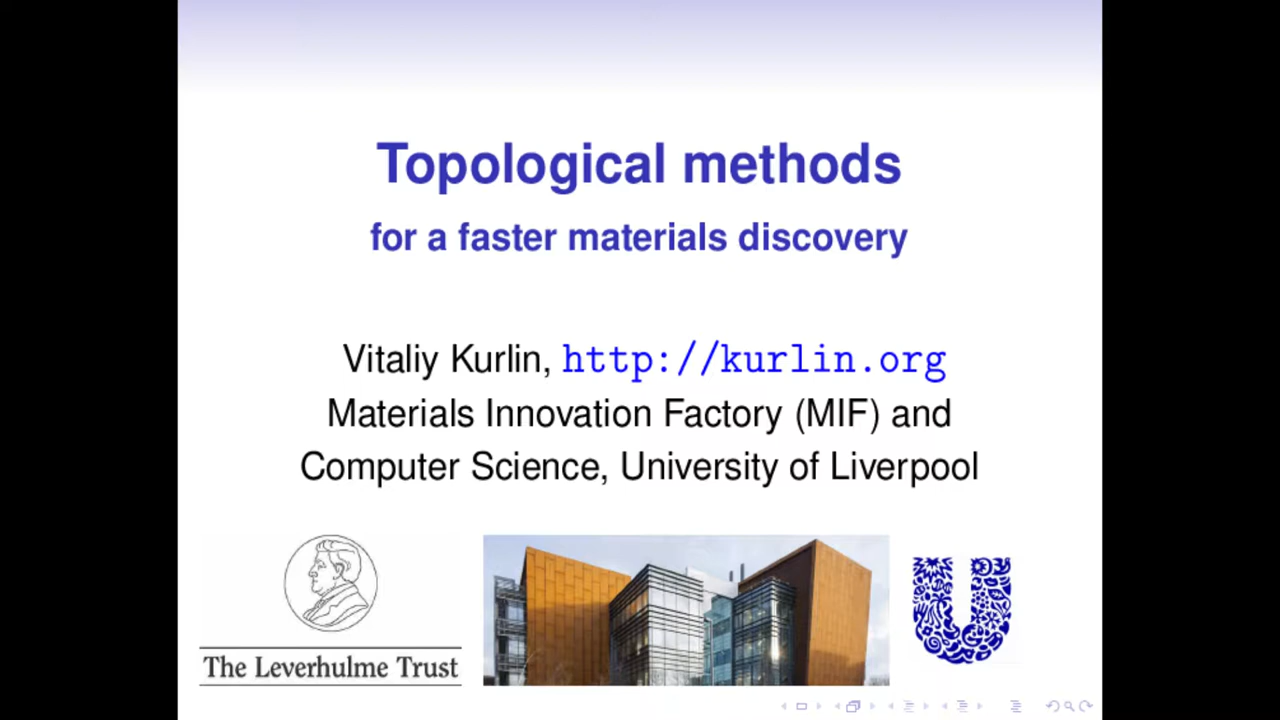 Topological methods
for a faster materials discovery
Vitaliy Kurlin, http://kurlin.org
Materials Innovation Factory (MIF) and
Computer Science, University of Liverpool
The Leverhulme Trust